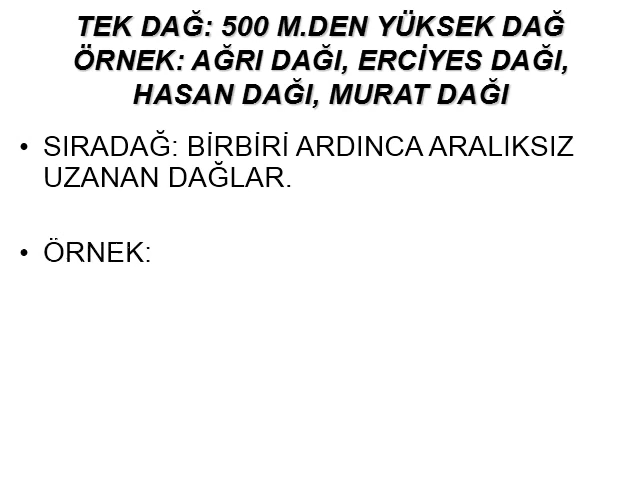 TEK DAĞ: 500 M.DEN YÜKSEK DAĞ
ÖRNEK: AĞRI DAĞI, ERCİYES DAĞI,
HASAN DAĞI, MURAT DAĞI
• SIRADAĞ: BİRBİRİ ARDINCA ARALIKSIZ
UZANAN DAĞLAR.
• ÖRNEK: